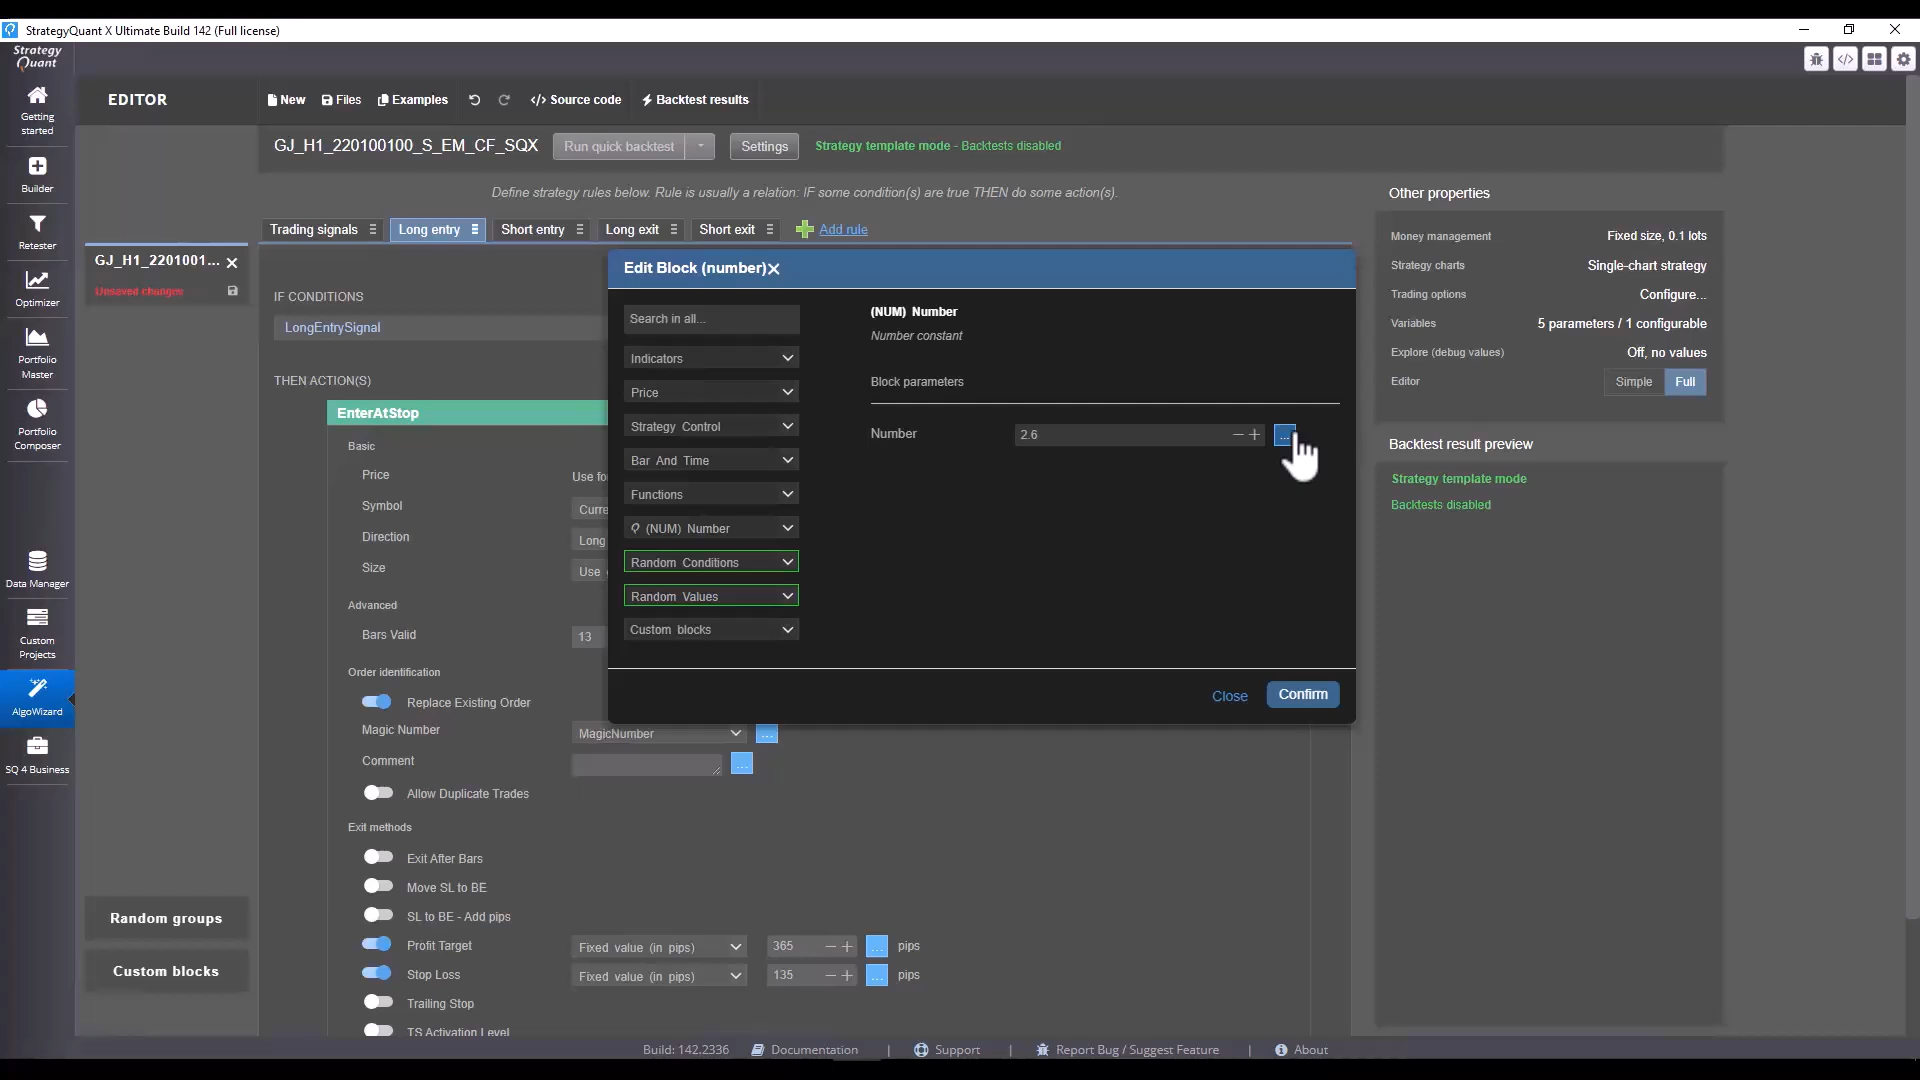 StrategyQuant X Ultimate Build 142 (Full license)
Strategy
Quant
EDITOR
New
Files
Examples
</> Source code
Backtest results
Getting
started
Builder
Retester
Optimizer
Portfolio
Master
Portfolio
Composer
Data Manager
Custom
Projects
AlgoWizard
SQ 4 Business
GJ_H1_2201001...
Unsaved changes
Random groups
Custom blocks
GJ_H1_220100100_S_EM_CF_SQX
Run quick backtest
Settings
Strategy template mode - Backtests disabled
Define strategy rules below. Rule is usually a relation: IF some condition(s) are true THEN do some action(s).
Trading signals
Long entry
Short entry
Long exit
Short exit
Add rule
IF CONDITIONS
LongEntrySignal
THEN ACTION(S)
EnterAtStop
Basic
Price
Use fo
Symbol
Curre
Direction
Long
Size
Use
Advanced
Bars Valid
13
Order identification
Replace Existing Order
Magic Number
MagicNumber
...
Comment
...
Allow Duplicate Trades
Exit methods
Exit After Bars
Move SL to BE
SL to BE - Add pips
Profit Target
Fixed value (in pips)
365
...
pips
Stop Loss
Fixed value (in pips)
135
...
pips
Trailing Stop
TS Activation Level
Edit Block (number)
Search in all...
Indicators
Price
Strategy Control
Bar And Time
Functions
(NUM) Number
Random Conditions
Random Values
Custom blocks
(NUM) Number
Number constant
Block parameters
Number
2.6
...
Close
Confirm
Other properties
Money management
Fixed size, 0.1 lots
Strategy charts
Single-chart strategy
Trading options
Configure...
Variables
5 parameters / 1 configurable
Explore (debug values)
Off, no values
Editor
Simple
Full
Backtest result preview
Strategy template mode
Backtests disabled
Build: 142.2336
Documentation
|
Support
|
Report Bug / Suggest Feature
|
About